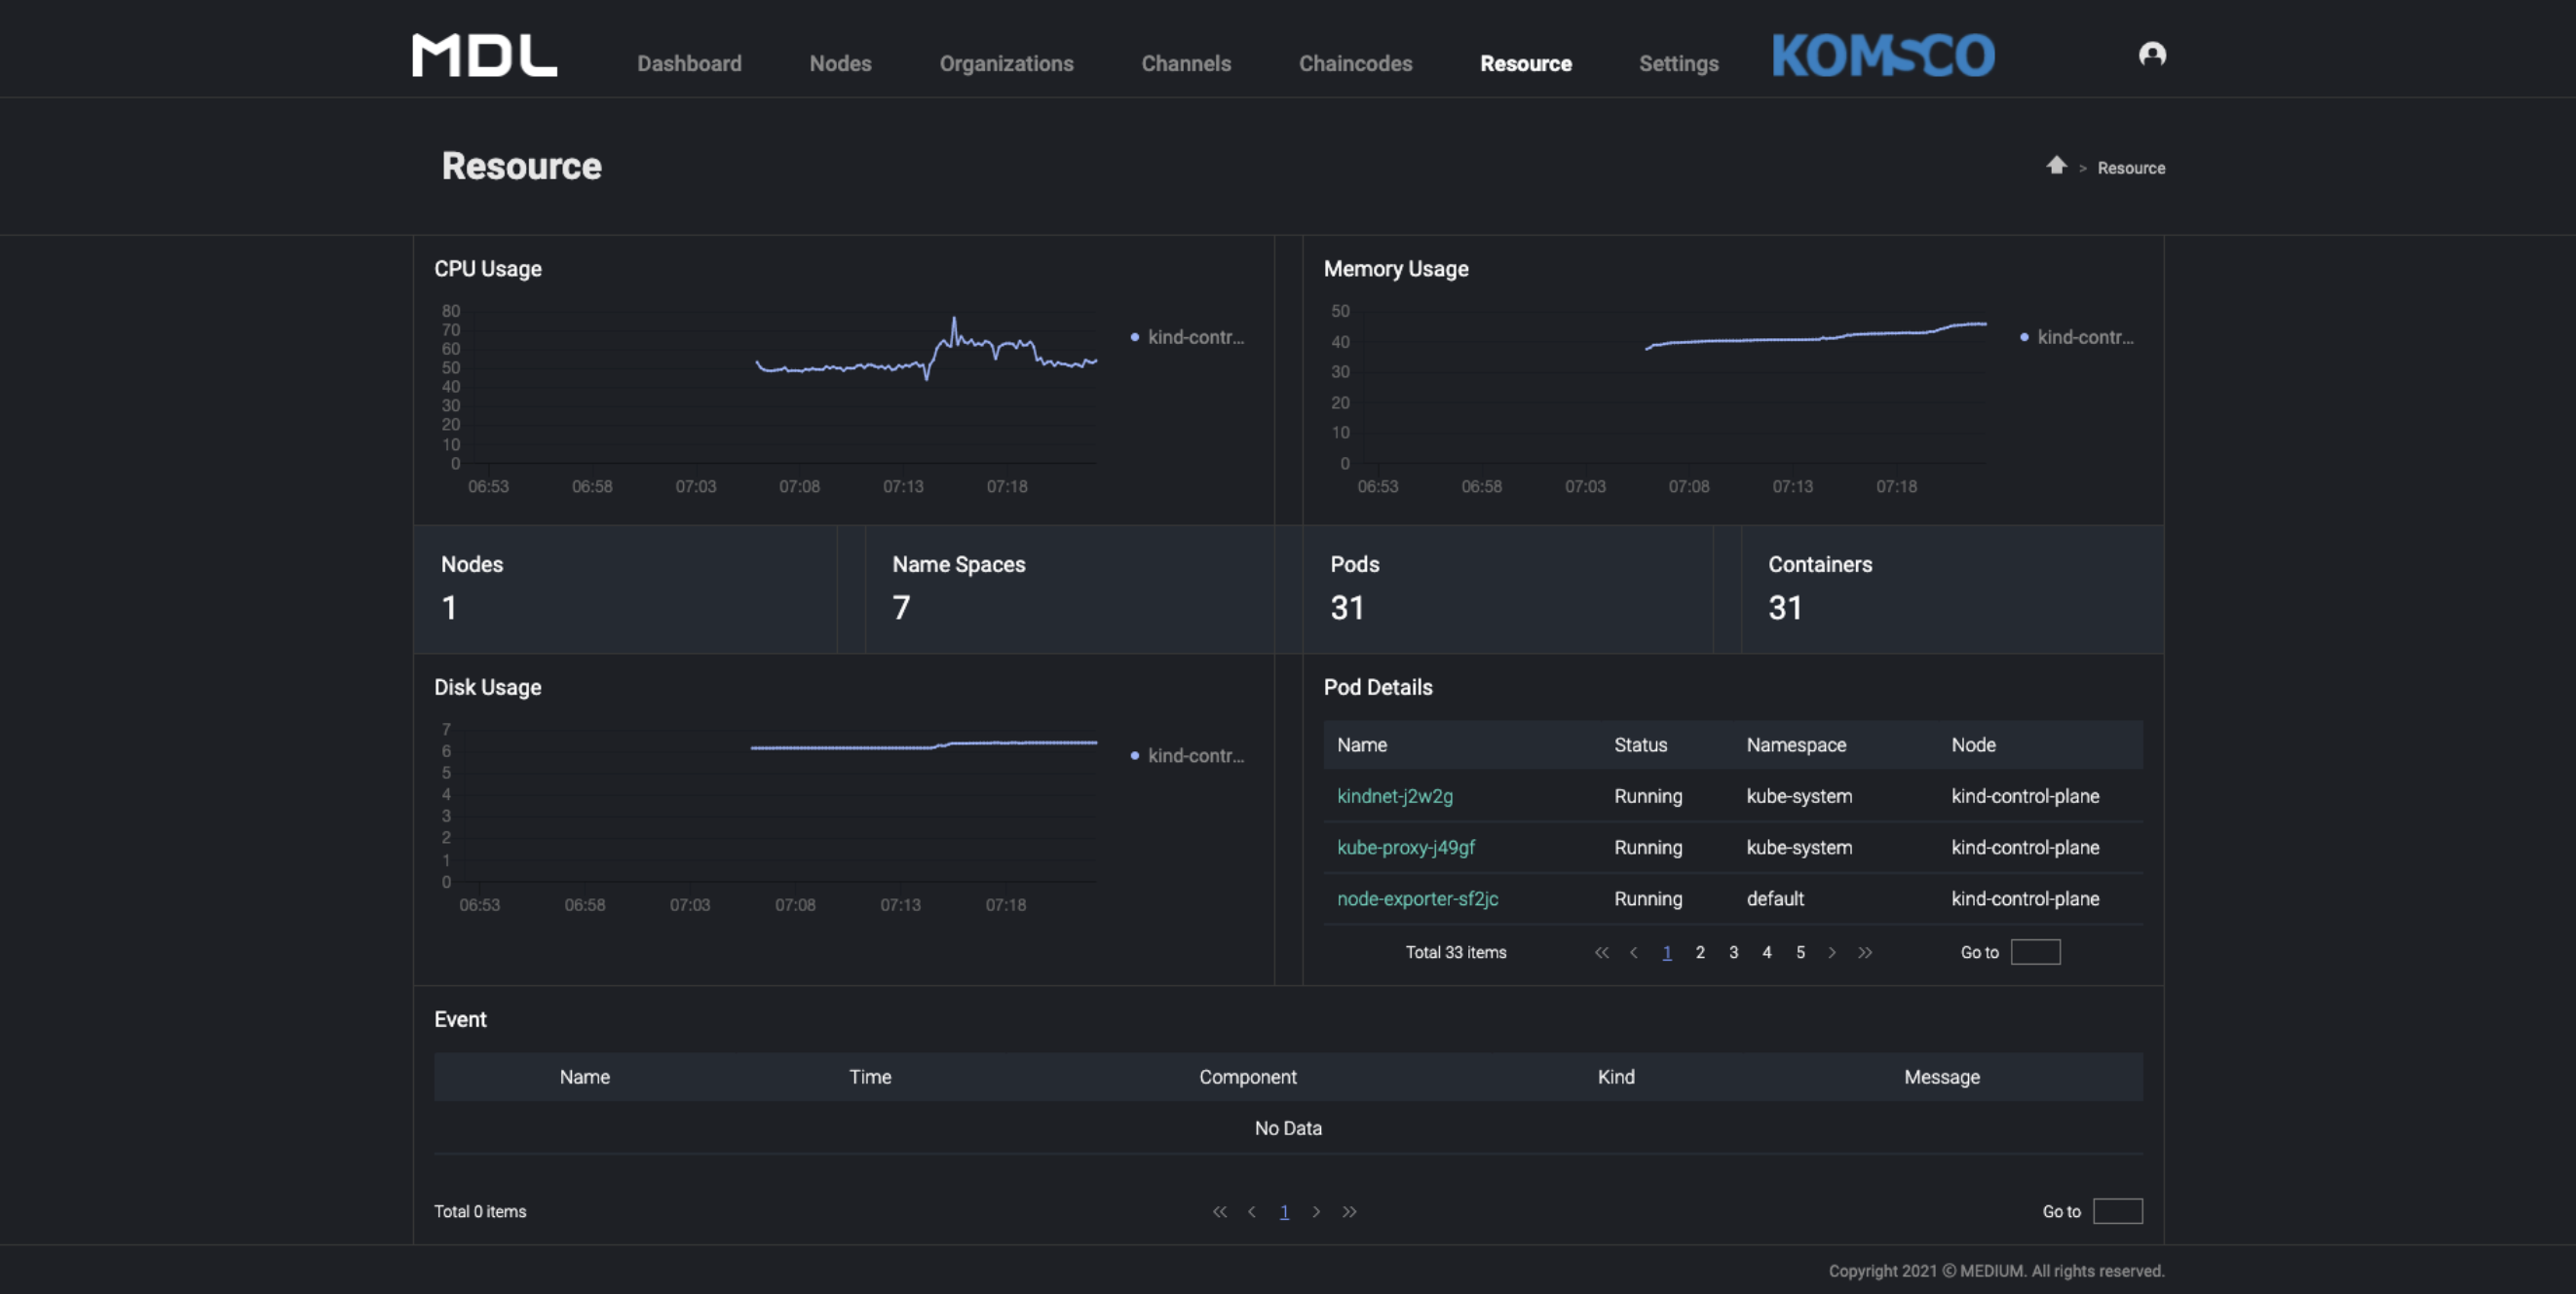 MDL Dashboard Nodes Organizations Channels Chaincodes Resource Settings KOMSCO
Resource
> Resource
CPU Usage
80
70
60
50
40
30
20
10
0
06:53 06:58 07:03 07:08 07:13 07:18
kind-contr...
Memory Usage
50
40
30
20
10
0
06:53 06:58 07:03 07:08 07:13 07:18
kind-contr...
Nodes
1
Name Spaces
7
Pods
31
Containers
31
Disk Usage
7
6
5
4
3
2
1
0
06:53 06:58 07:03 07:08 07:13 07:18
kind-contr...
Pod Details
Name Status Namespace Node
kindnet-j2w2g Running kube-system kind-control-plane
kube-proxy-j49gf Running kube-system kind-control-plane
node-exporter-sf2jc Running default kind-control-plane
Total 33 items << < 1 2 3 4 5 > >> Go to
Event
Name Time Component Kind Message
No Data
Total 0 items << < 1 > >> Go to
Copyright 2021 © MEDIUM. All rights reserved.